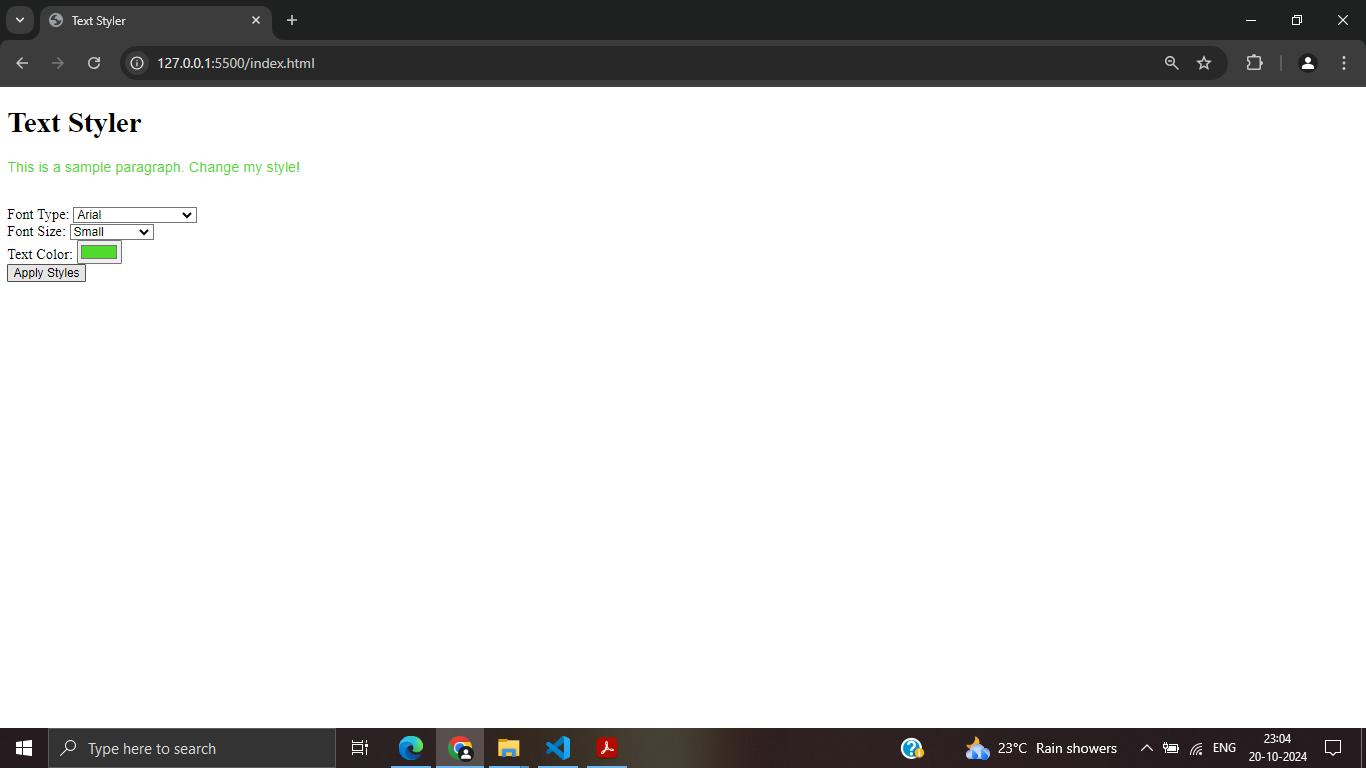 Text Styler
127.0.0.1:5500/index.html
Text Styler
This is a sample paragraph. Change my style!
Font Type: Arial
Font Size: Small
Text Color:
Apply Styles
Type here to search
23°C Rain showers
ENG
23:04
20-10-2024